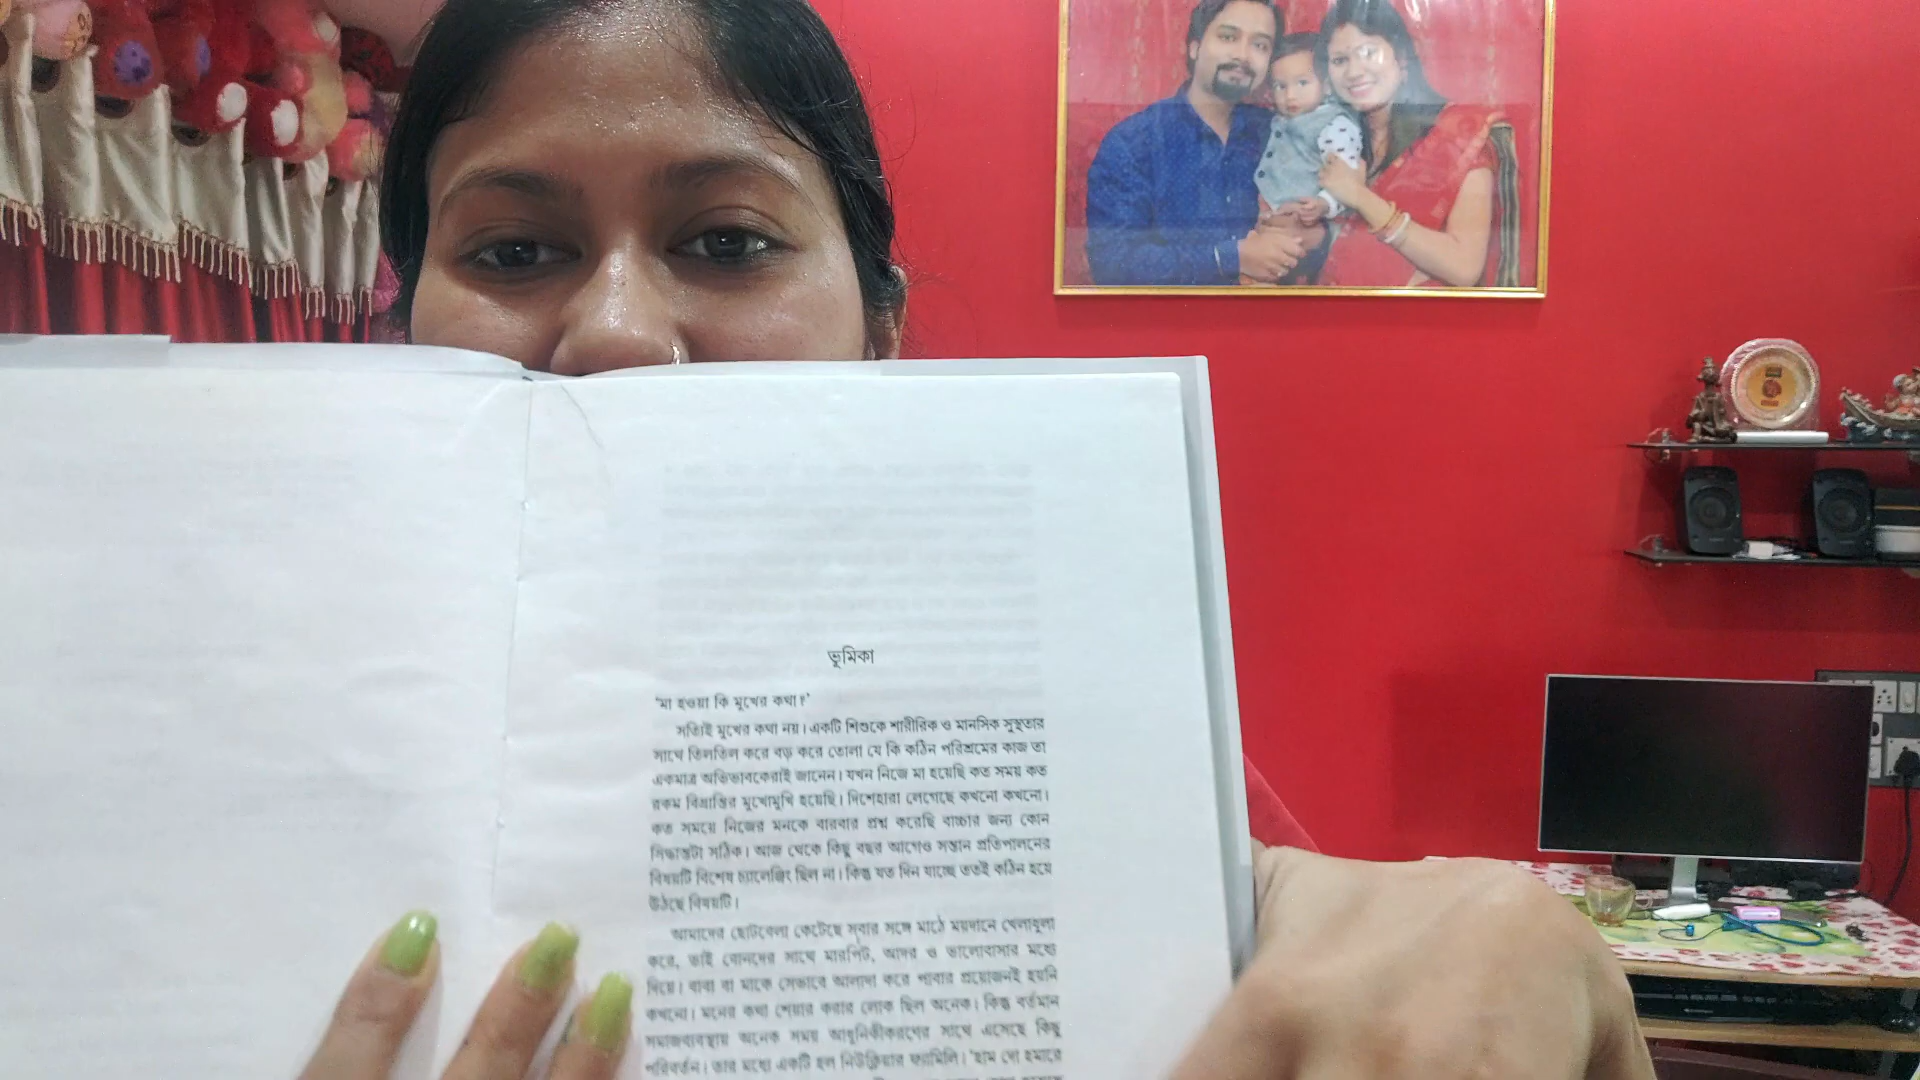 ভূমিকা
'মা হওয়া কি মুখের কথা?'
সত্যিই মুখের কথা নয়। একটি শিশুকে শারীরিক ও মানসিক সুস্থতার
সাথে তিলতিল করে বড় করে তোলা যে কি কঠিন পরিশ্রমের কাজ তা
একমাত্র অভিভাবকেরাই জানেন। যখন নিজে মা হয়েছি কত সময় কত
রকম বিভ্রান্তির মুখোমুখি হয়েছি। দিশেহারা লেগেছে কখনো কখনো।
কত সময়ে নিজের মনকে বারবার প্রশ্ন করেছি বাচ্চার জন্য কোন
সিদ্ধান্তটা সঠিক। আজ থেকে কিছু বছর আগেও সন্তান প্রতিপালনের
বিষয়টি বিশেষ চ্যালেঞ্জিং ছিল না। কিন্তু যত দিন যাচ্ছে ততই কঠিন হয়ে
উঠছে বিষয়টি।
আমাদের ছোটবেলা কেটেছে সবার সঙ্গে মাঠে ময়দানে খেলাধূলা
করে, ভাই বোনদের সাথে মারপিট, আদর ও ভালোবাসার মধ্যে
দিয়ে। বাবা বা মাকে সেভাবে আলাদা করে পাবার প্রয়োজনই হয়নি
কখনো। মনের কথা শেয়ার করার লোক ছিল অনেক। কিন্তু বর্তমান
সমাজব্যবস্থায় অনেক সময় আধুনিকীকরণের সাথে এসেছে কিছু
পরিবর্তন। তার মধ্যে একটি হল নিউক্লিয়ার ফ্যামিলি। 'হাম দো হমারে